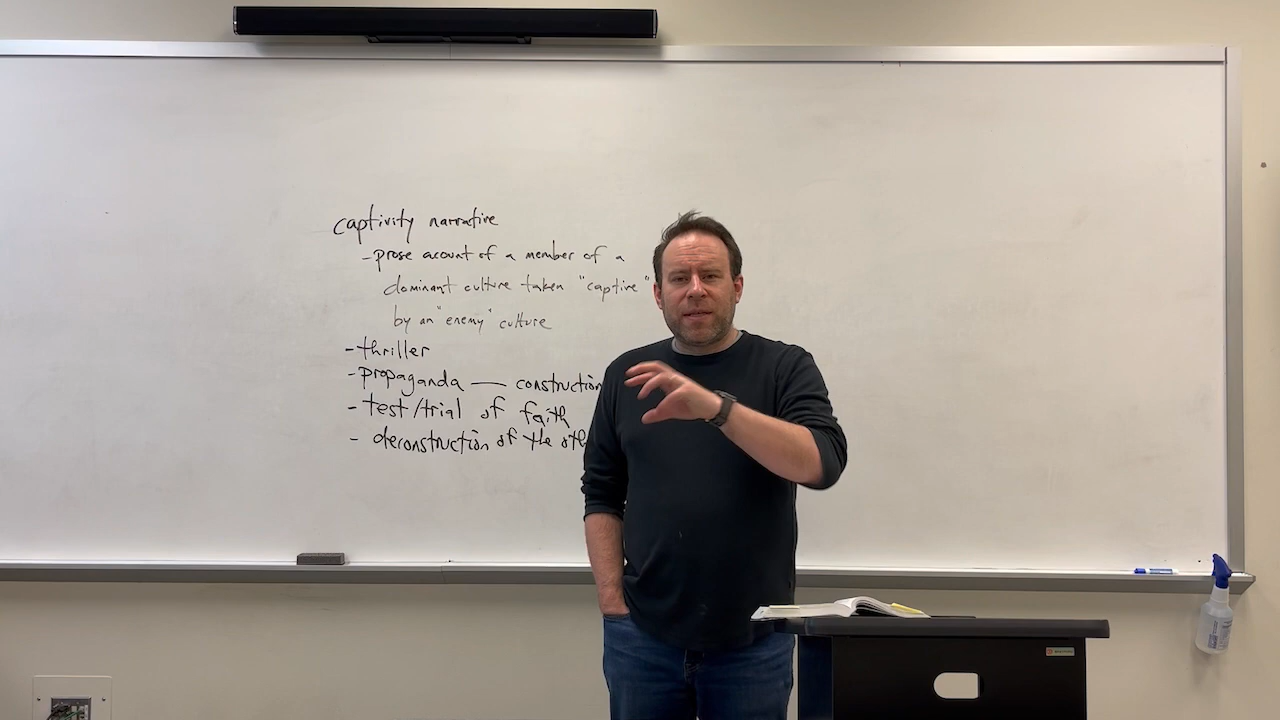 captivity narrative
- prose account of a member of a
dominant culture taken "captive"
by an "enemy" culture
- thriller
- propaganda — construction
- test/trial of faith
- deconstruction of the